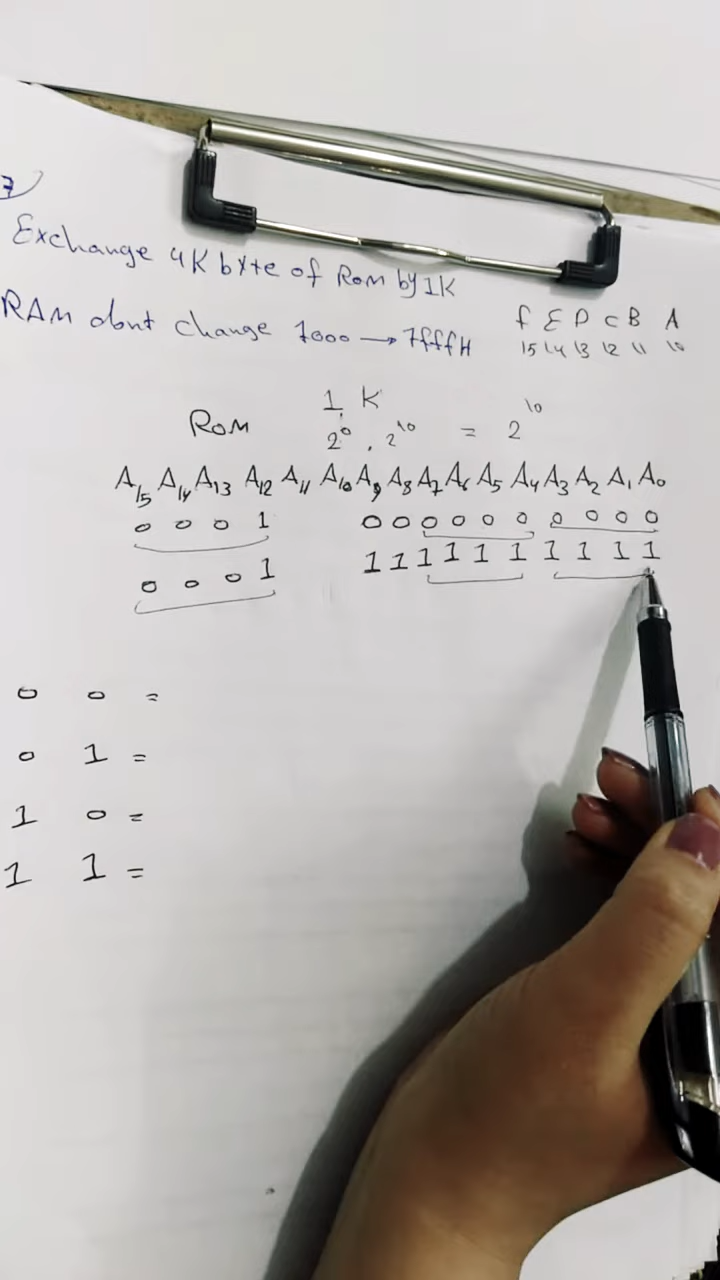 7
Exchange 4K byte of Rom by 1K
RAM dont change 1000 → 7fffH
f E D C B A
15 14 13 12 11 10
1 K
Rom 2⁰ . 2¹⁰ = 2¹⁰
A15 A14 A13 A12 A11 A10 A9 A8 A7 A6 A5 A4 A3 A2 A1 A0
0 0 0 1 0 0 0 0 0 0 0 0 0 0
0 0 0 1 1 1 1 1 1 1 1 1 1 1
0 0 =
0 1 =
1 0 =
1 1 =